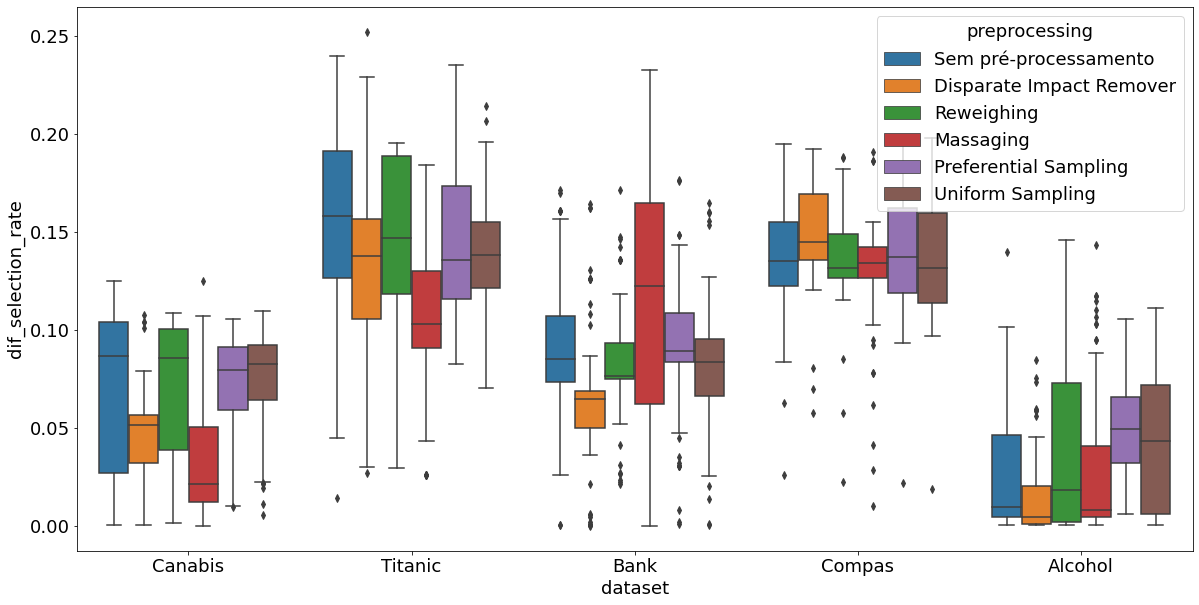 preprocessing
Sem pré-processamento
Disparate Impact Remover
Reweighing
Massaging
Preferential Sampling
Uniform Sampling
dif_selection_rate
0.25
0.20
0.15
0.10
0.05
0.00
Canabis
Titanic
Bank
Compas
Alcohol
dataset